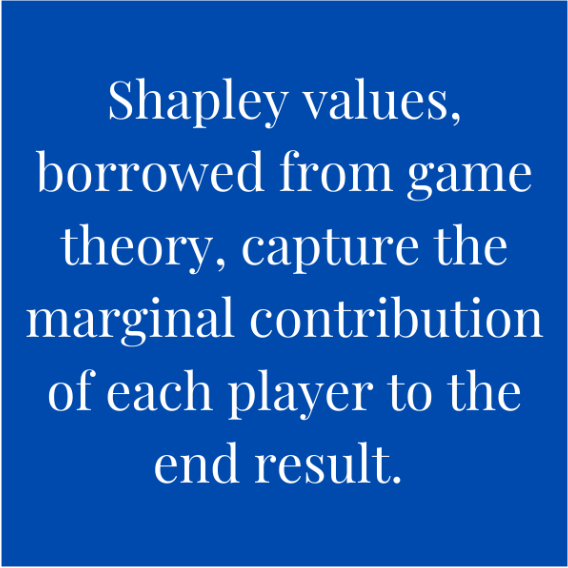 Shapley values,
borrowed from game
theory, capture the
marginal contribution
of each player to the
end result.